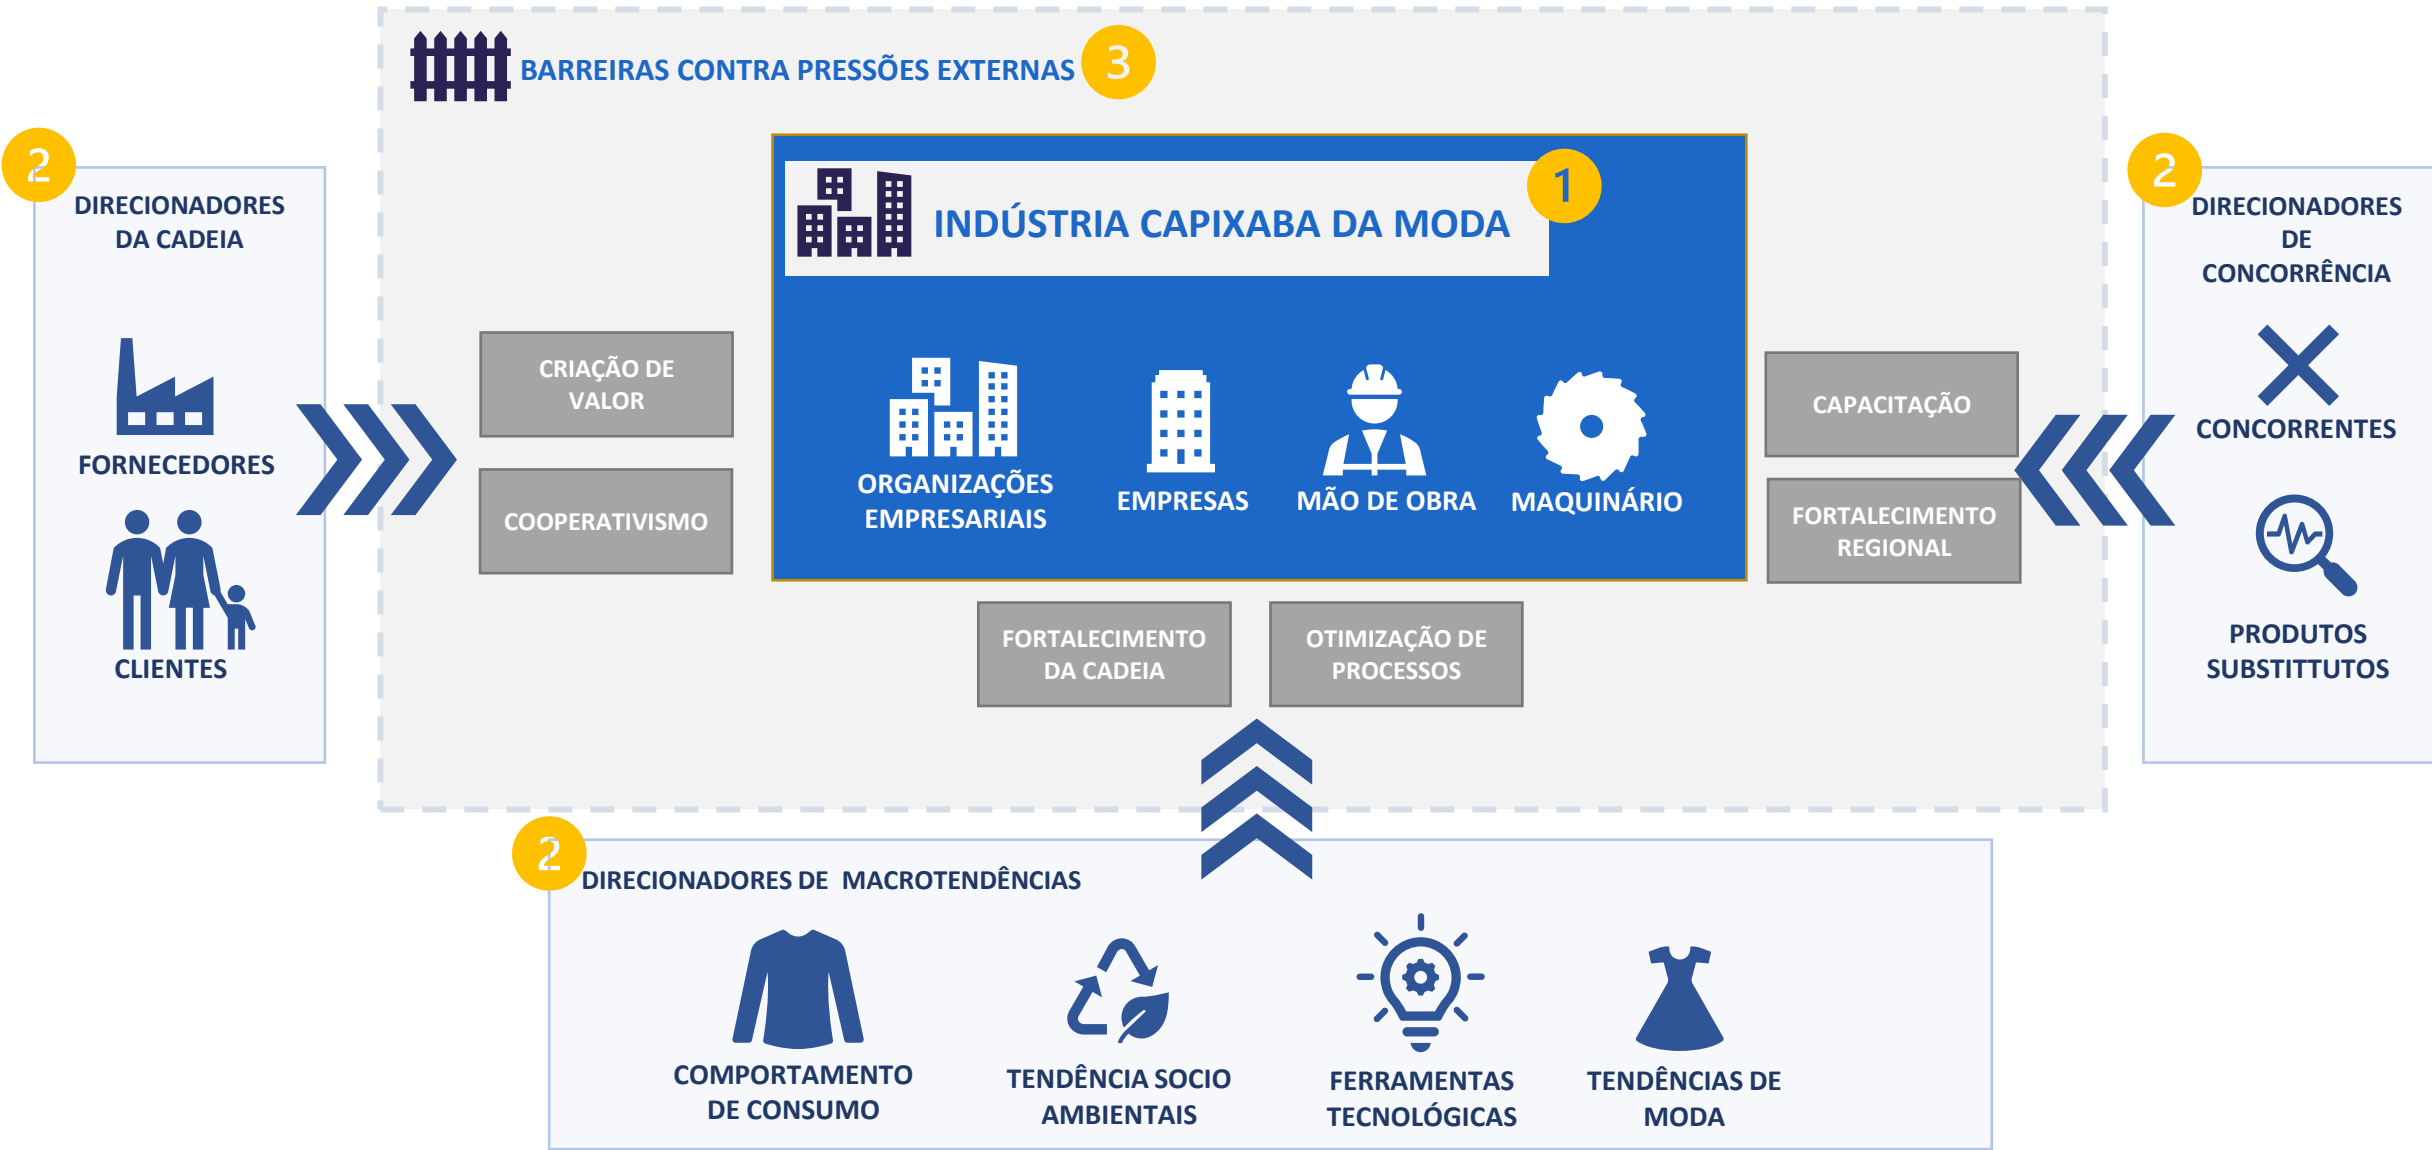 BARREIRAS CONTRA PRESSÕES EXTERNAS
3
2
DIRECIONADORES
DA CADEIA
FORNECEDORES
CLIENTES
1
INDÚSTRIA CAPIXABA DA MODA
ORGANIZAÇÕES
EMPRESARIAIS
EMPRESAS
MÃO DE OBRA
MAQUINÁRIO
CRIAÇÃO DE
VALOR
COOPERATIVISMO
CAPACITAÇÃO
FORTALECIMENTO
REGIONAL
FORTALECIMENTO
DA CADEIA
OTIMIZAÇÃO DE
PROCESSOS
2
DIRECIONADORES
DE
CONCORRÊNCIA
CONCORRENTES
PRODUTOS
SUBSTITTUTOS
2
DIRECIONADORES DE  MACROTENDÊNCIAS
COMPORTAMENTO
DE CONSUMO
TENDÊNCIA SOCIO
AMBIENTAIS
FERRAMENTAS
TECNOLÓGICAS
TENDÊNCIAS DE
MODA